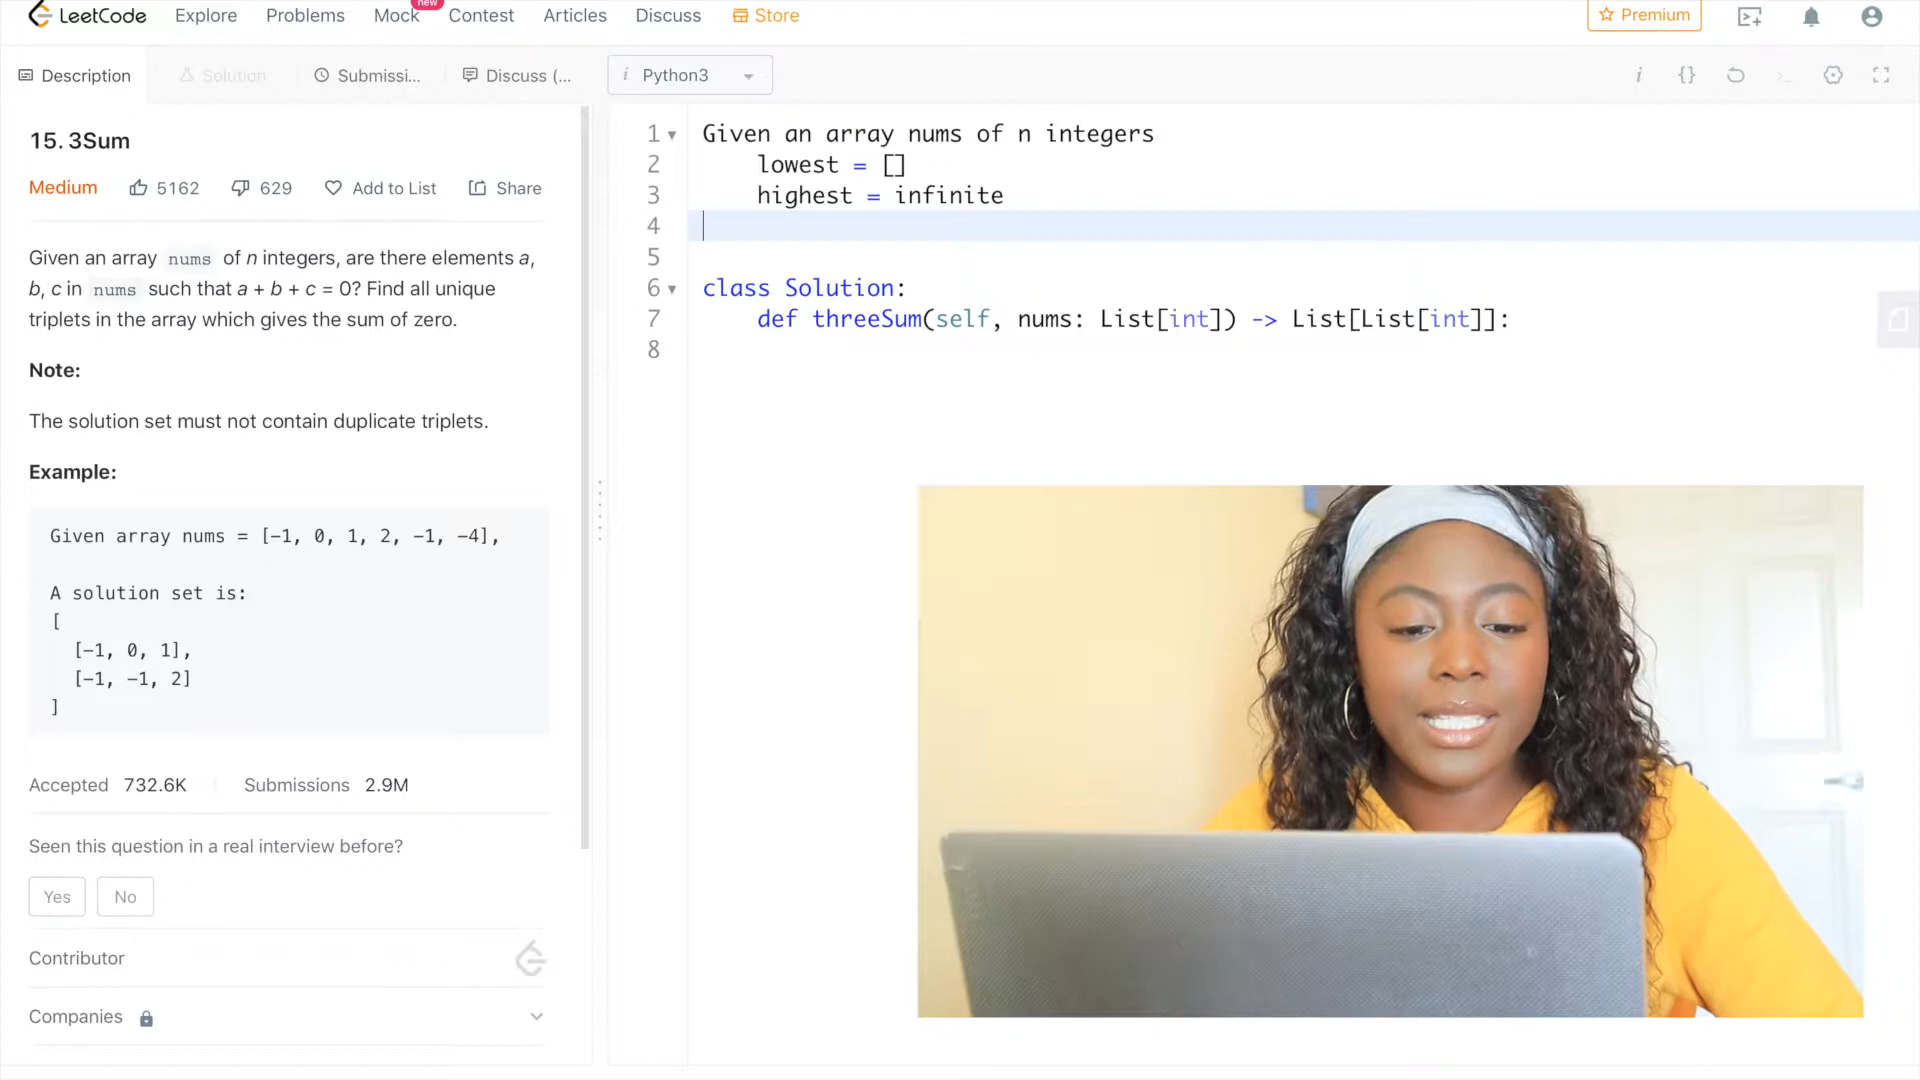 LeetCode Explore Problems Mock new Contest Articles Discuss Store Premium
Description Solution Submissi... Discuss (... i Python3
15. 3Sum
Medium 5162 629 Add to List Share
Given an array nums of n integers, are there elements a,
b, c in nums such that a + b + c = 0? Find all unique
triplets in the array which gives the sum of zero.
Note:
The solution set must not contain duplicate triplets.
Example:
Given array nums = [-1, 0, 1, 2, -1, -4],
A solution set is:
[
[-1, 0, 1],
[-1, -1, 2]
]
Accepted 732.6K Submissions 2.9M
Seen this question in a real interview before?
Yes No
Contributor
Companies
1 Given an array nums of n integers
2 lowest = []
3 highest = infinite
4
5
6 class Solution:
7 def threeSum(self, nums: List[int]) -> List[List[int]]:
8